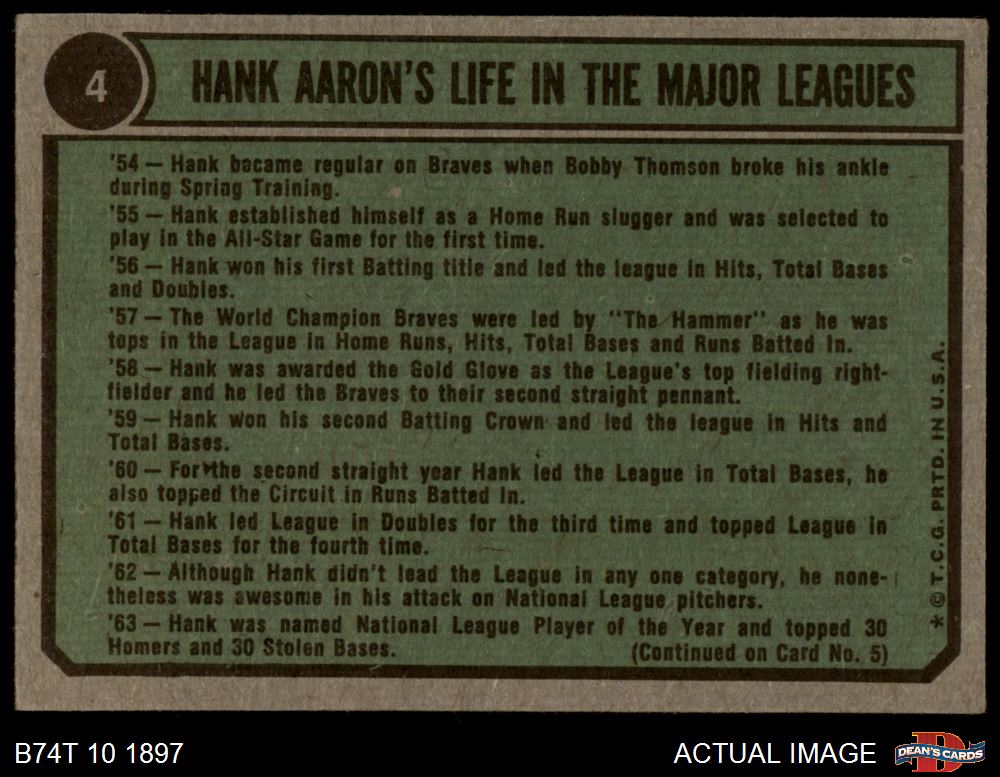 4
HANK AARON'S LIFE IN THE MAJOR LEAGUES
'54 — Hank became regular on Braves when Bobby Thomson broke his ankle
during Spring Training.
'55 — Hank established himself as a Home Run slugger and was selected to
play in the All-Star Game for the first time.
'56 — Hank won his first Batting title and led the league in Hits, Total Bases
and Doubles.
'57 — The World Champion Braves were led by "The Hammer" as he was
tops in the League in Home Runs, Hits, Total Bases and Runs Batted In.
'58 — Hank was awarded the Gold Glove as the League's top fielding right-
fielder and he led the Braves to their second straight pennant.
'59 — Hank won his second Batting Crown and led the league in Hits and
Total Bases.
'60 — For the second straight year Hank led the League in Total Bases, he
also topped the Circuit in Runs Batted In.
'61 — Hank led League in Doubles for the third time and topped League in
Total Bases for the fourth time.
'62 — Although Hank didn't lead the League in any one category, he none-
theless was awesome in his attack on National League pitchers.
'63 — Hank was named National League Player of the Year and topped 30
Homers and 30 Stolen Bases. (Continued on Card No. 5)
* © T.C.G. PRTD. IN U.S.A.
B74T 10 1897
ACTUAL IMAGE
D
DEAN'S CARDS